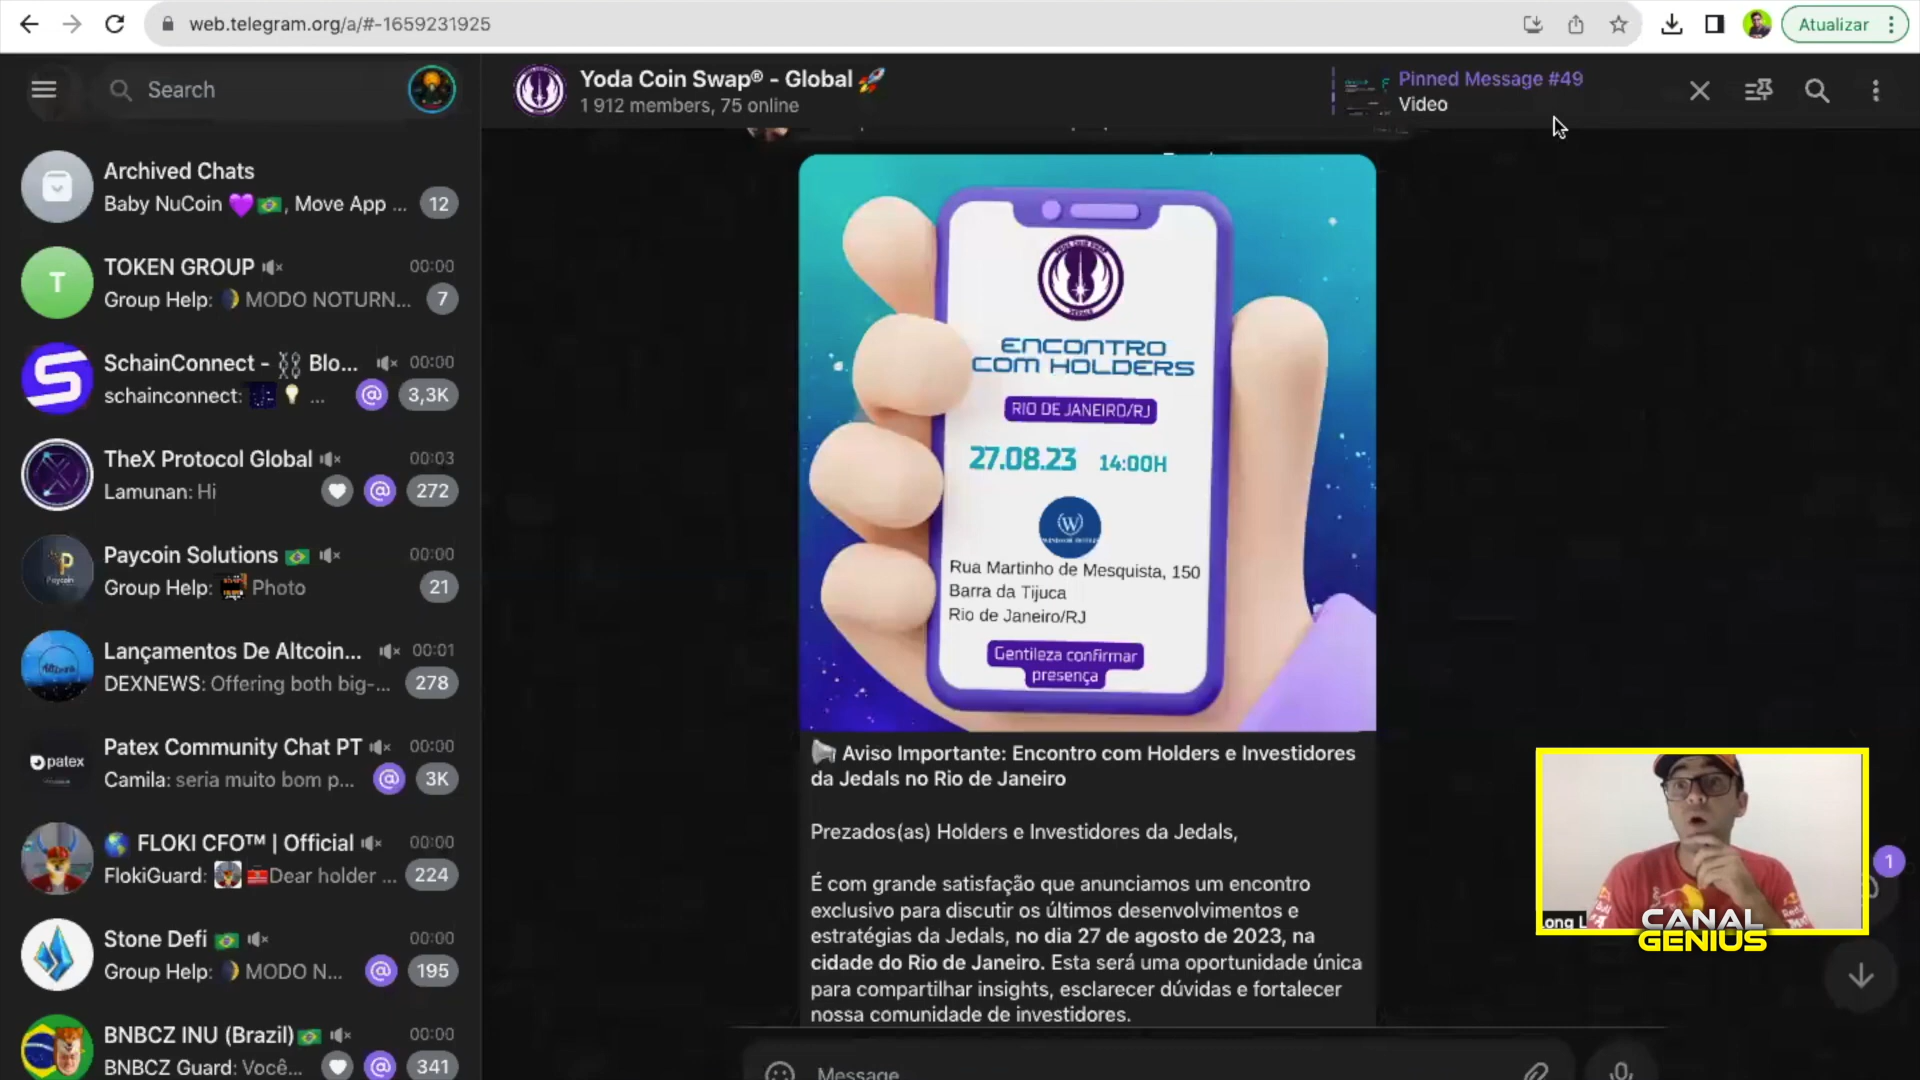 web.telegram.org/a/#-1659231925
Atualizar
Search
Yoda Coin Swap® - Global 🚀
1 912 members, 75 online
Pinned Message #49
Video
Archived Chats
Baby NuCoin 💜🇧🇷, Move App ...
12
TOKEN GROUP
00:00
T
Group Help: 🌒 MODO NOTURN...
7
SchainConnect - ⛓ Blo...
00:00
schainconnect: 💡 ...
@
3,3K
TheX Protocol Global
00:03
Lamunan: Hi
@
272
Paycoin Solutions 🇧🇷
00:00
Paycoin
Group Help: Photo
21
Lançamentos De Altcoin...
00:01
DEXNEWS: Offering both big-...
278
Patex Community Chat PT
00:00
patex
Camila: seria muito bom p...
@
3K
🌎 FLOKI CFO™ | Official
00:00
FlokiGuard: Dear holder ...
224
Stone Defi 🇧🇷
00:00
Group Help: 🌒 MODO N...
@
195
BNBCZ INU (Brazil) 🇧🇷
00:00
BNBCZ Guard: Você...
@
341
ENCONTRO
COM HOLDERS
RIO DE JANEIRO/RJ
27.08.23 14:00H
W
Rua Martinho de Mesquista, 150
Barra da Tijuca
Rio de Janeiro/RJ
Gentileza confirmar
presença
📢 Aviso Importante: Encontro com Holders e Investidores
da Jedals no Rio de Janeiro
Prezados(as) Holders e Investidores da Jedals,
É com grande satisfação que anunciamos um encontro
exclusivo para discutir os últimos desenvolvimentos e
estratégias da Jedals, no dia 27 de agosto de 2023, na
cidade do Rio de Janeiro. Esta será uma oportunidade única
para compartilhar insights, esclarecer dúvidas e fortalecer
nossa comunidade de investidores.
Message
1
ong L
CANAL
GENIUS